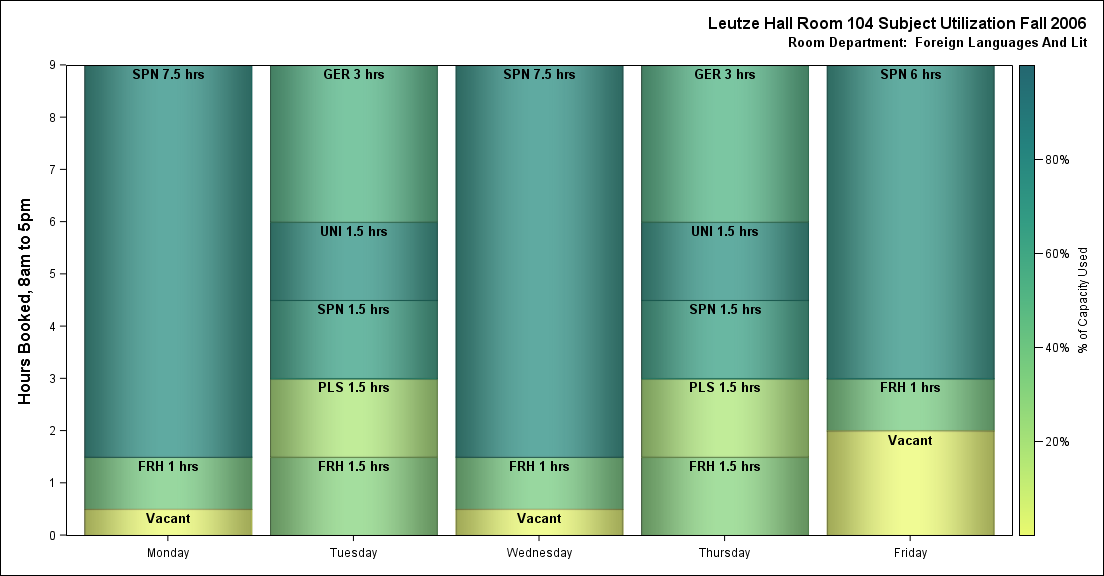 Leutze Hall Room 104 Subject Utilization Fall 2006
Room Department:  Foreign Languages And Lit
Hours Booked, 8am to 5pm
9
8
7
6
5
4
3
2
1
0
SPN 7.5 hrs
FRH 1 hrs
Vacant
GER 3 hrs
UNI 1.5 hrs
SPN 1.5 hrs
PLS 1.5 hrs
FRH 1.5 hrs
SPN 7.5 hrs
FRH 1 hrs
Vacant
GER 3 hrs
UNI 1.5 hrs
SPN 1.5 hrs
PLS 1.5 hrs
FRH 1.5 hrs
SPN 6 hrs
FRH 1 hrs
Vacant
Monday
Tuesday
Wednesday
Thursday
Friday
80%
60%
40%
20%
% of Capacity Used